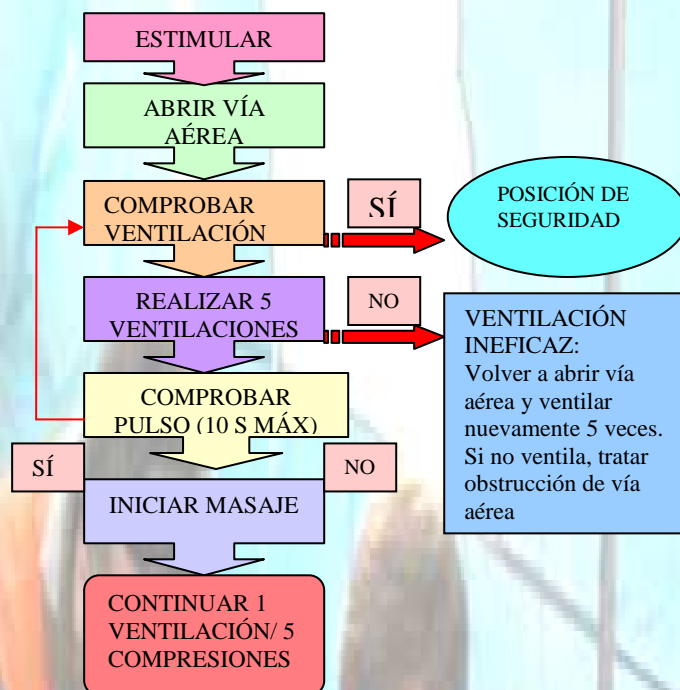 ESTIMULAR
ABRIR VÍA
AÉREA
COMPROBAR
VENTILACIÓN
SÍ
POSICIÓN DE
SEGURIDAD
REALIZAR 5
VENTILACIONES
NO
VENTILACIÓN
INEFICAZ:
Volver a abrir vía
aérea y ventilar
nuevamente 5 veces.
Si no ventila, tratar
obstrucción de vía
aérea
COMPROBAR
PULSO (10 S MÁX)
SÍ
NO
INICIAR MASAJE
CONTINUAR 1
VENTILACIÓN/ 5
COMPRESIONES